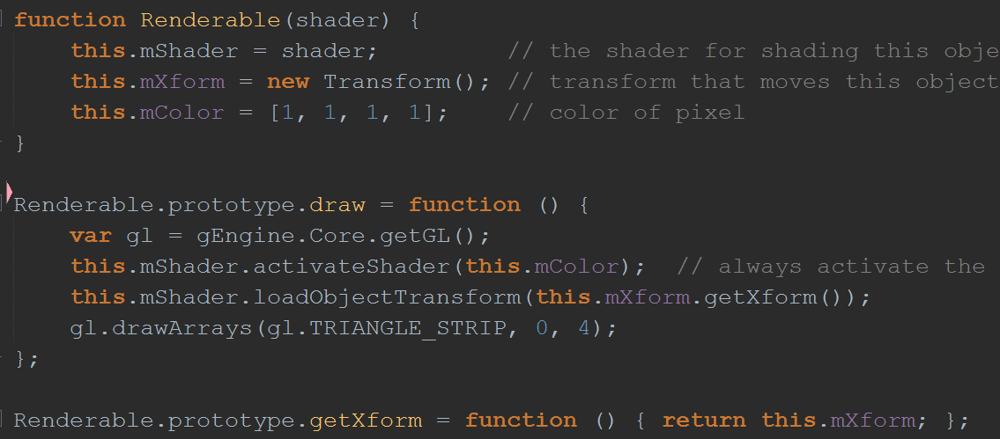 function Renderable(shader) {
    this.mShader = shader;         // the shader for shading this
    this.mXform = new Transform(); // transform that moves this object
    this.mColor = [1, 1, 1, 1];    // color of pixel
}
Renderable.prototype.draw = function () {
    var gl = gEngine.Core.getGL();
    this.mShader.activateShader(this.mColor);  // always activate the
    this.mShader.loadObjectTransform(this.mXform.getXform());
    gl.drawArrays(gl.TRIANGLE_STRIP, 0, 4);
};
Renderable.prototype.getXform = function () { return this.mXform; };